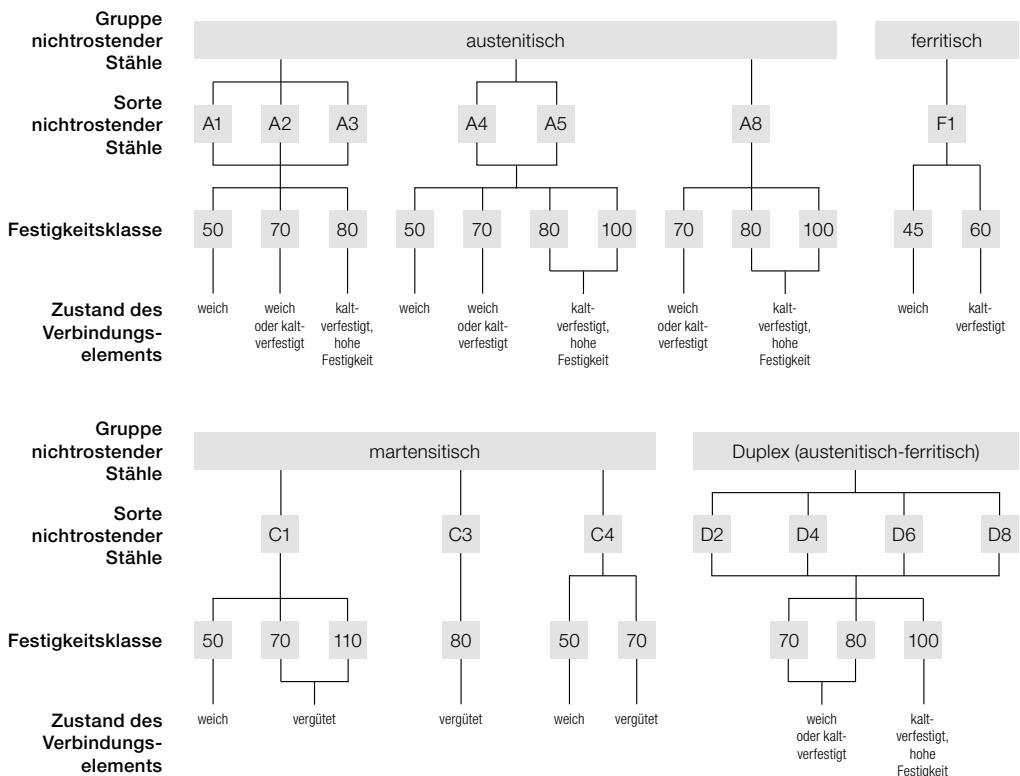 Gruppe
nichtrostender
Stähle
austenitisch
ferritisch
Sorte
nichtrostender
Stähle
A1 A2 A3 A4 A5 A8 F1
Festigkeitsklasse
50 70 80 50 70 80 100 70 80 100 45 60
Zustand des
Verbindungs-
elements
weich
weich
oder kalt-
verfestigt
kalt-
verfestigt,
hohe
Festigkeit
weich
weich
oder kalt-
verfestigt
kalt-
verfestigt,
hohe
Festigkeit
weich
oder kalt-
verfestigt
kalt-
verfestigt,
hohe
Festigkeit
weich
kalt-
verfestigt
Gruppe
nichtrostender
Stähle
martensitisch
Duplex (austenitisch-ferritisch)
Sorte
nichtrostender
Stähle
C1 C3 C4 D2 D4 D6 D8
Festigkeitsklasse
50 70 110 80 50 70 70 80 100
Zustand des
Verbindungs-
elements
weich
vergütet
vergütet
weich
vergütet
weich
oder kalt-
verfestigt
kalt-
verfestigt,
hohe
Festigkeit